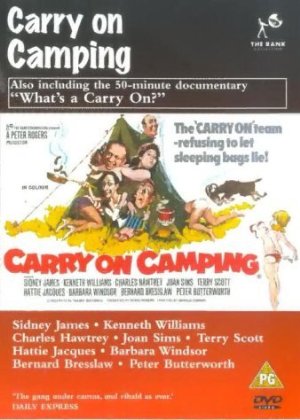 Carry on
Camping
THE RANK
COLLECTION
Also including the 50-minute documentary
"What's a Carry On?"
A PETER ROGERS
PRODUCTION
The 'CARRY ON' team
-refusing to let
sleeping bags lie!
IN COLOUR
CARRY ON CAMPING
STARRING
SIDNEY JAMES · KENNETH WILLIAMS · CHARLES HAWTREY · JOAN SIMS · TERRY SCOTT
HATTIE JACQUES · BARBARA WINDSOR · BERNARD BRESSLAW · PETER BUTTERWORTH
Sidney James • Kenneth Williams
Charles Hawtrey • Joan Sims • Terry Scott
Hattie Jacques • Barbara Windsor
Bernard Bresslaw • Peter Butterworth
"The gang under canvas, and ribald as ever."
DAILY EXPRESS
PG
DVD
VIDEO